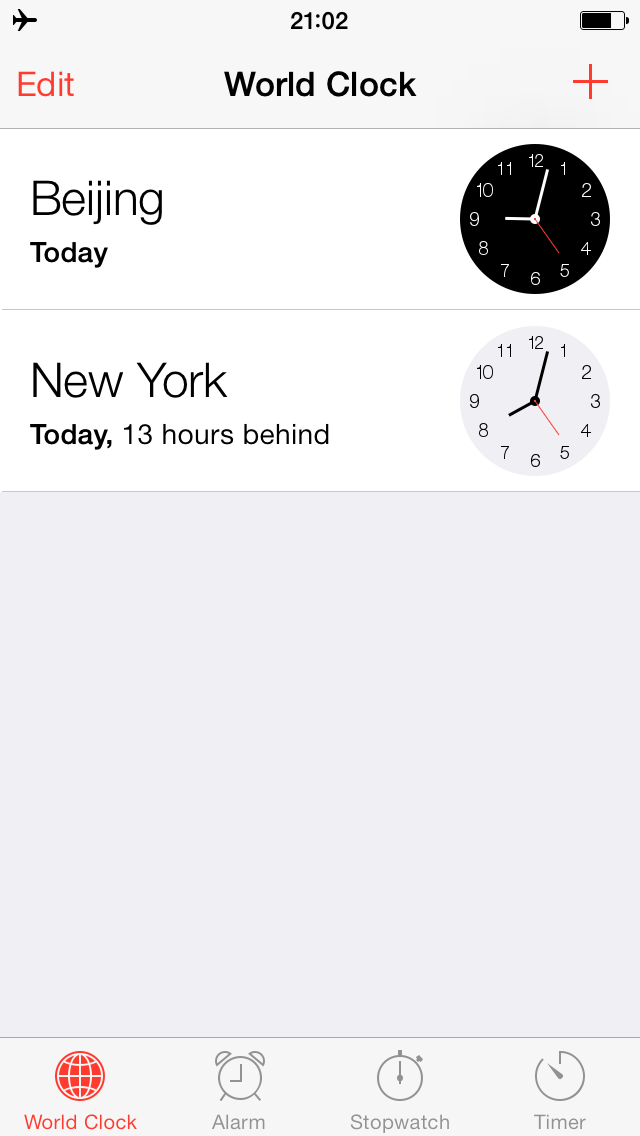 21:02
Edit World Clock
Beijing
Today
12
11 1
10 2
9 3
8 4
7 5
6
New York
Today, 13 hours behind
12
11 1
10 2
9 3
8 4
7 5
6
World Clock Alarm Stopwatch Timer